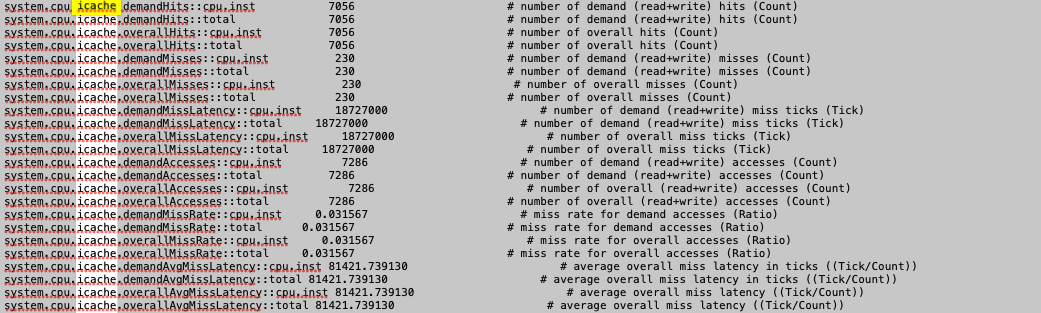 system.cpu.icache.demandHits::cpu.inst 7056 # number of demand (read+write) hits (Count)
system.cpu.icache.demandHits::total 7056 # number of demand (read+write) hits (Count)
system.cpu.icache.overallHits::cpu.inst 7056 # number of overall hits (Count)
system.cpu.icache.overallHits::total 7056 # number of overall hits (Count)
system.cpu.icache.demandMisses::cpu.inst 230 # number of demand (read+write) misses (Count)
system.cpu.icache.demandMisses::total 230 # number of demand (read+write) misses (Count)
system.cpu.icache.overallMisses::cpu.inst 230 # number of overall misses (Count)
system.cpu.icache.overallMisses::total 230 # number of overall misses (Count)
system.cpu.icache.demandMissLatency::cpu.inst 18727000 # number of demand (read+write) miss ticks (Tick)
system.cpu.icache.demandMissLatency::total 18727000 # number of demand (read+write) miss ticks (Tick)
system.cpu.icache.overallMissLatency::cpu.inst 18727000 # number of overall miss ticks (Tick)
system.cpu.icache.overallMissLatency::total 18727000 # number of overall miss ticks (Tick)
system.cpu.icache.demandAccesses::cpu.inst 7286 # number of demand (read+write) accesses (Count)
system.cpu.icache.demandAccesses::total 7286 # number of demand (read+write) accesses (Count)
system.cpu.icache.overallAccesses::cpu.inst 7286 # number of overall (read+write) accesses (Count)
system.cpu.icache.overallAccesses::total 7286 # number of overall (read+write) accesses (Count)
system.cpu.icache.demandMissRate::cpu.inst 0.031567 # miss rate for demand accesses (Ratio)
system.cpu.icache.demandMissRate::total 0.031567 # miss rate for demand accesses (Ratio)
system.cpu.icache.overallMissRate::cpu.inst 0.031567 # miss rate for overall accesses (Ratio)
system.cpu.icache.overallMissRate::total 0.031567 # miss rate for overall accesses (Ratio)
system.cpu.icache.demandAvgMissLatency::cpu.inst 81421.739130 # average overall miss latency in ticks ((Tick/Count))
system.cpu.icache.demandAvgMissLatency::total 81421.739130 # average overall miss latency in ticks ((Tick/Count))
system.cpu.icache.overallAvgMissLatency::cpu.inst 81421.739130 # average overall miss latency ((Tick/Count))
system.cpu.icache.overallAvgMissLatency::total 81421.739130 # average overall miss latency ((Tick/Count))